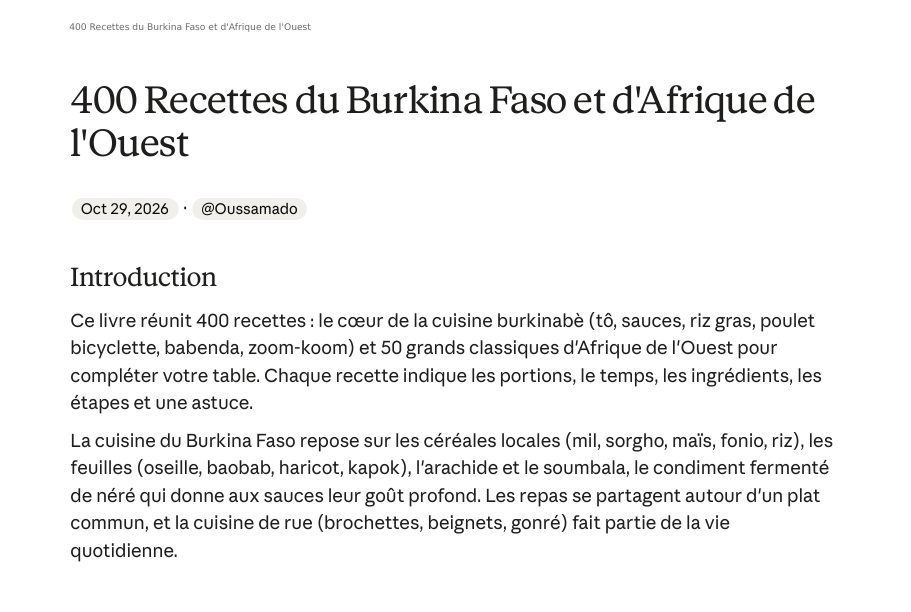 400 Recettes du Burkina Faso et d'Afrique de l'Ouest
400 Recettes du Burkina Faso et d'Afrique de
l'Ouest
Oct 29, 2026 · @Oussamado
Introduction
Ce livre réunit 400 recettes : le cœur de la cuisine burkinabè (tô, sauces, riz gras, poulet
bicyclette, babenda, zoom-koom) et 50 grands classiques d'Afrique de l'Ouest pour
compléter votre table. Chaque recette indique les portions, le temps, les ingrédients, les
étapes et une astuce.
La cuisine du Burkina Faso repose sur les céréales locales (mil, sorgho, maïs, fonio, riz), les
feuilles (oseille, baobab, haricot, kapok), l'arachide et le soumbala, le condiment fermenté
de néré qui donne aux sauces leur goût profond. Les repas se partagent autour d'un plat
commun, et la cuisine de rue (brochettes, beignets, gonré) fait partie de la vie
quotidienne.